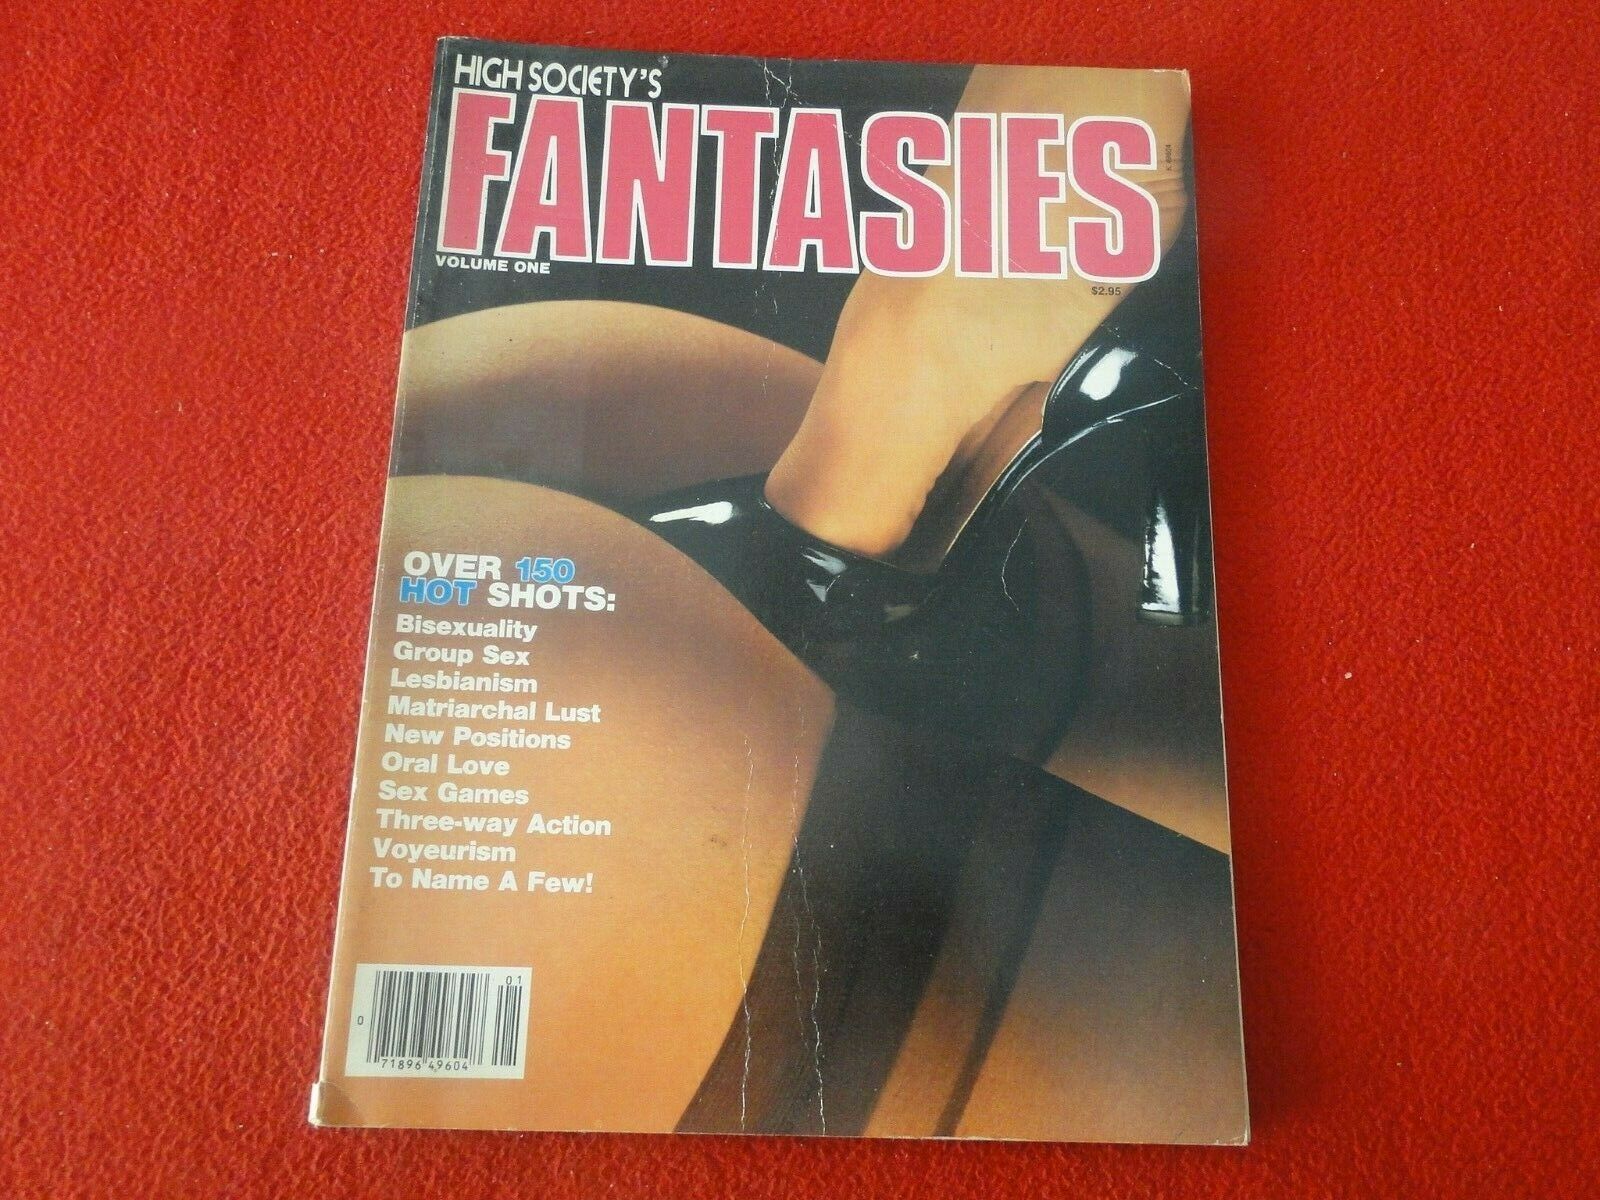 HIGH SOCIETY'S
FANTASIES
VOLUME ONE
$2.95
OVER 150
HOT SHOTS:
Bisexuality
Group Sex
Lesbianism
Matriarchal Lust
New Positions
Oral Love
Sex Games
Three-way Action
Voyeurism
To Name A Few!
01
0
71896 49604